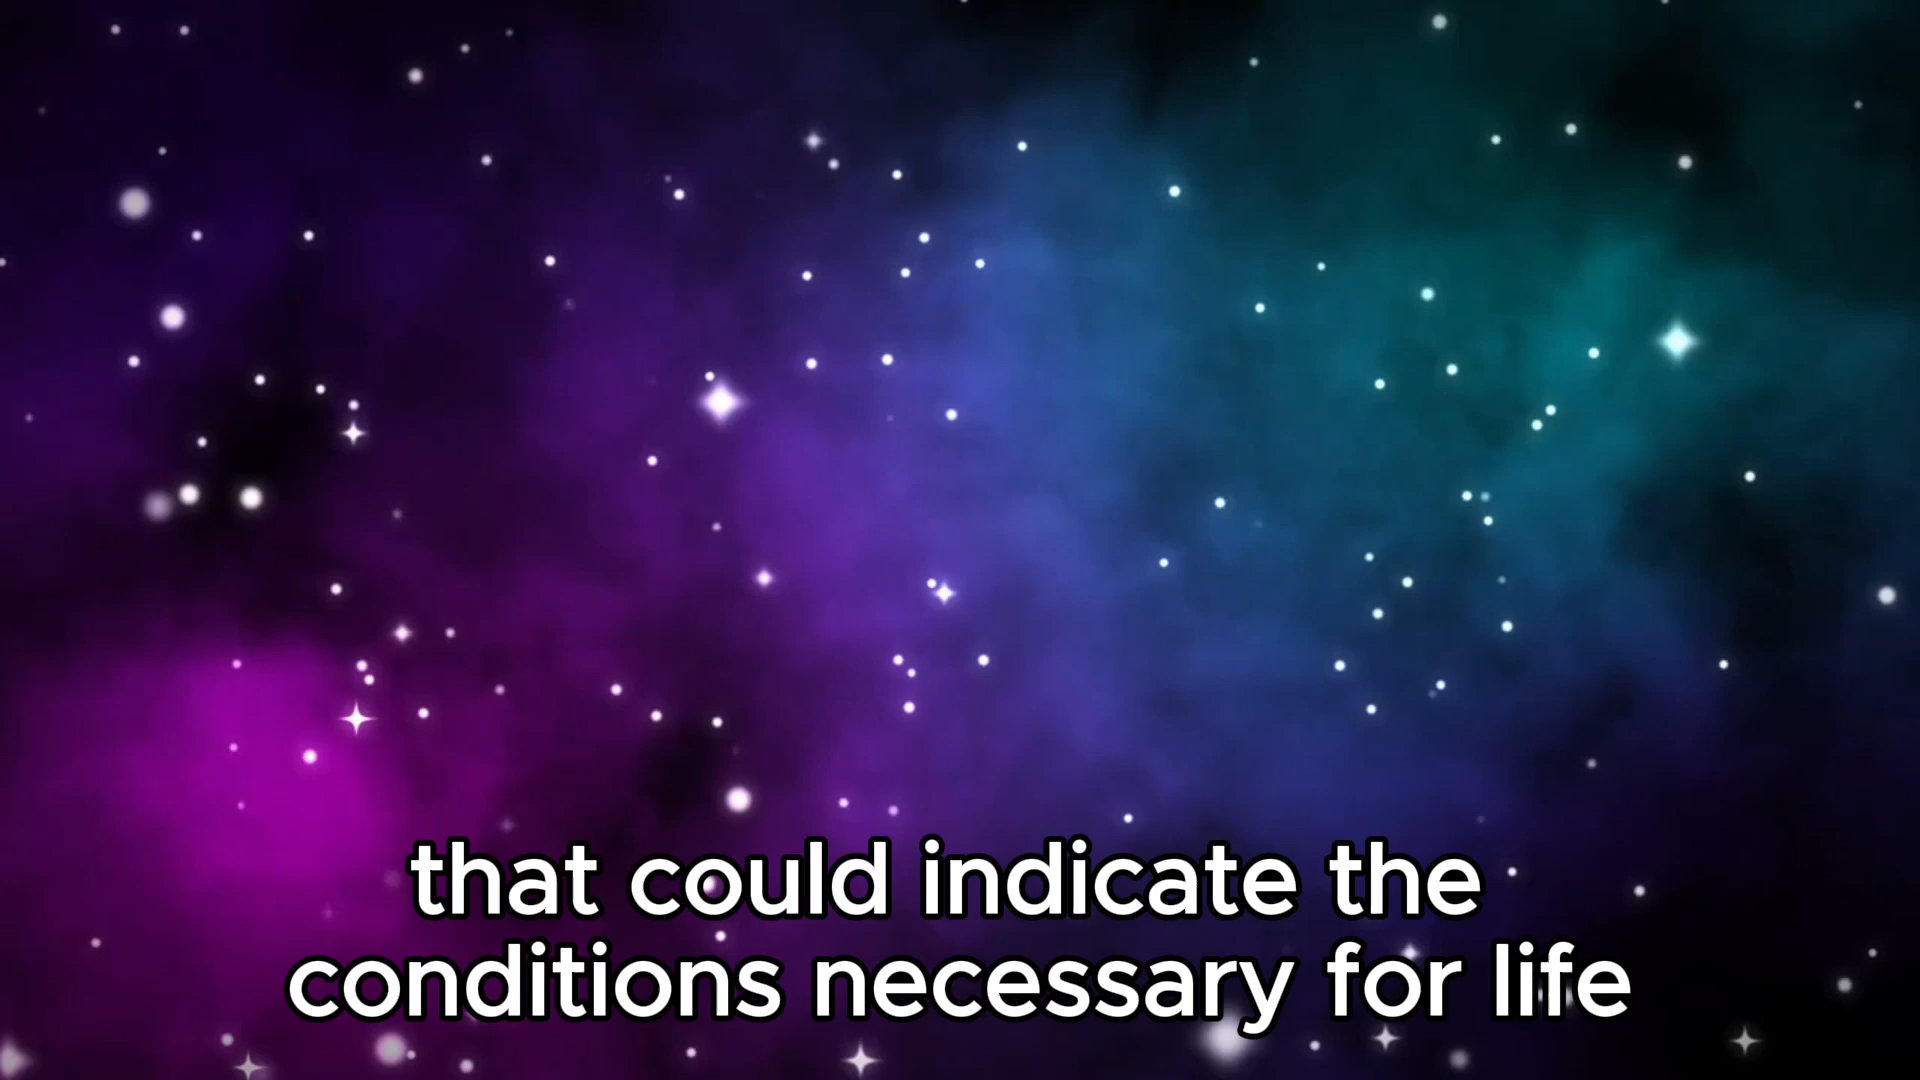 that could indicate the
conditions necessary for life